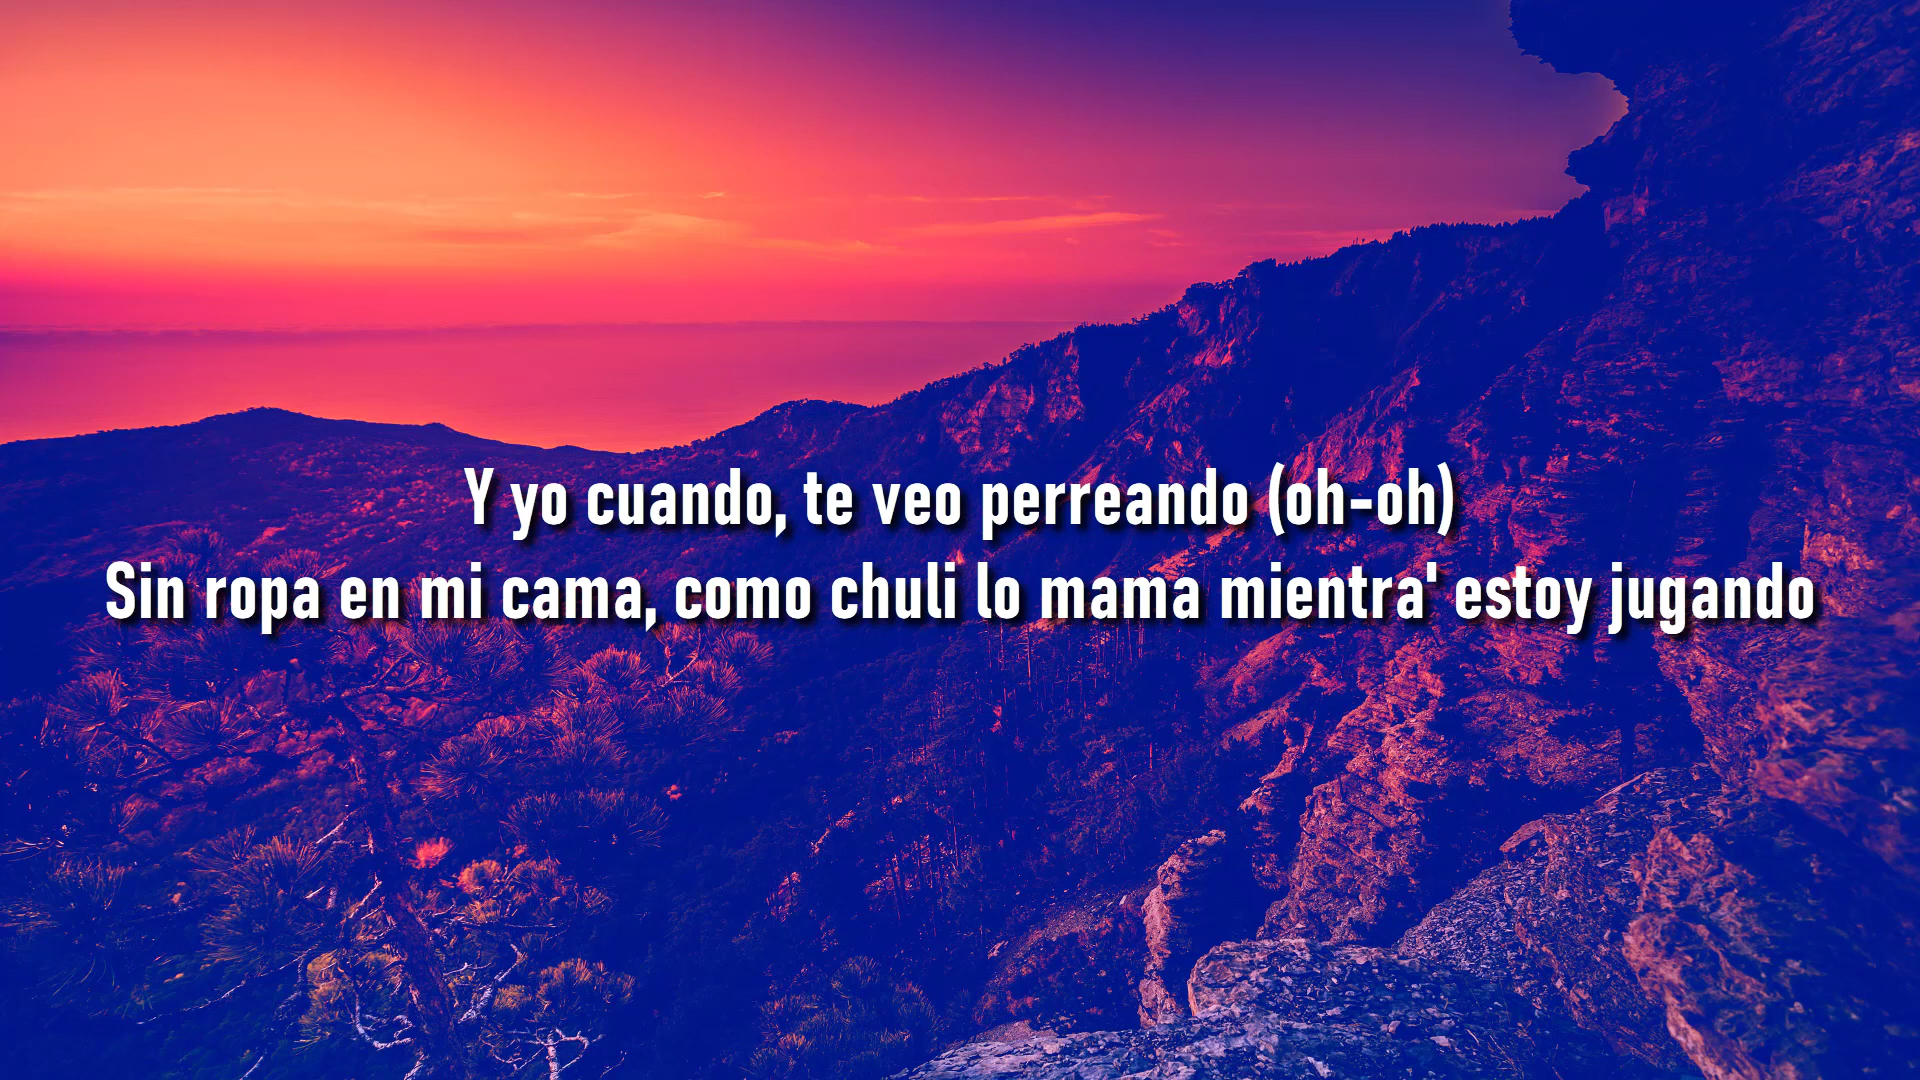 Y yo cuando, te veo perreando (oh-oh)
Sin ropa en mi cama, como chuli lo mama mientra' estoy jugando